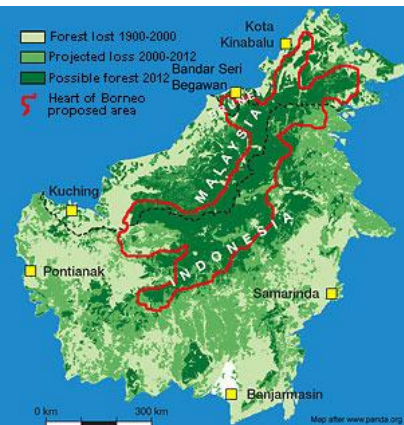 Forest lost 1900-2000
Projected loss 2000-2012
Possible forest 2012
Heart of Borneo
proposed area
Kota
Kinabalu
Bandar Seri
Begawan
MALAYSIA
Kuching
INDONESIA
Pontianak
Samarinda
Banjarmasin
0 km
300 km
Map after www.panda.org